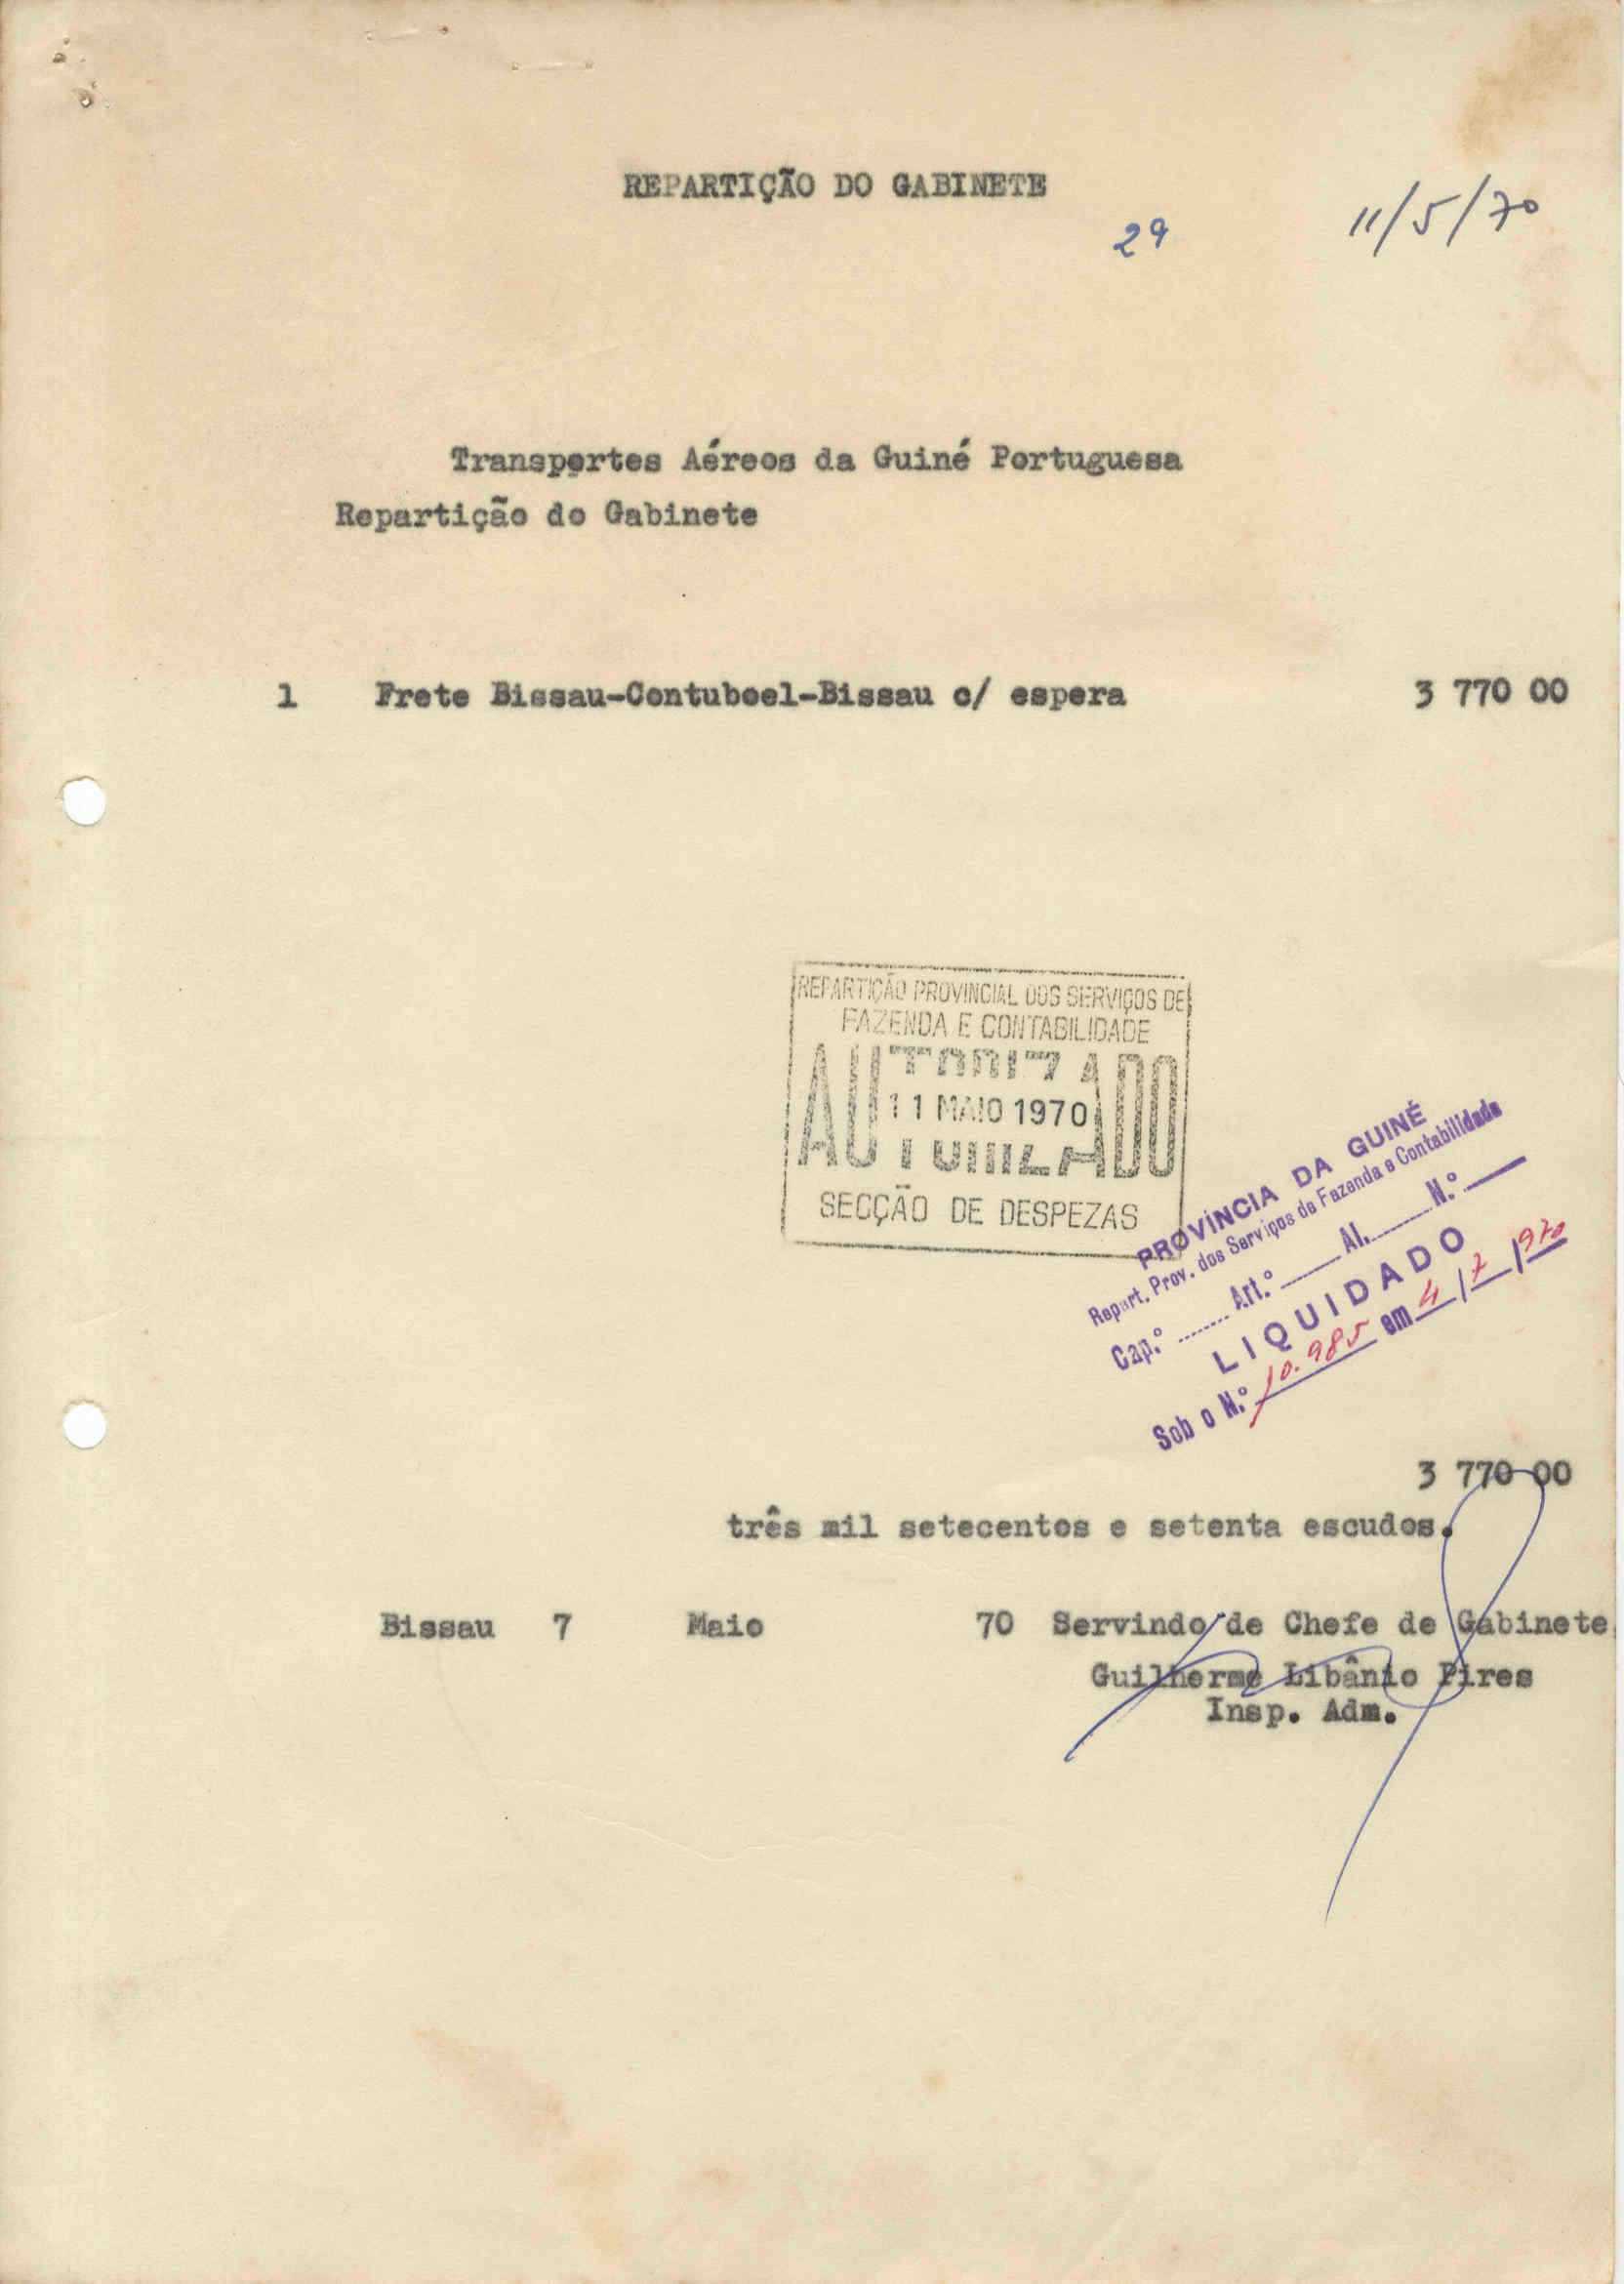 REPARTIÇÃO DO GABINETE
29
11/5/70
Transportes Aéreos da Guiné Portuguesa
Repartição do Gabinete
1 Frete Bissau-Contuboel-Bissau c/ espera 3 770 00
REPARTIÇÃO PROVINCIAL DOS SERVIÇOS DE
FAZENDA E CONTABILIDADE
AUTORIZADO
11 MAIO 1970
SECÇÃO DE DESPEZAS
PROVÍNCIA DA GUINÉ
Repart. Prov. dos Serviços de Fazenda e Contabilidade
Cap.º ........ Art.º ____ Al. ........ N.º ____
LIQUIDADO
Sob o N.º 10.985 em 4/7/970
3 770 00
três mil setecentos e setenta escudos.
Bissau 7 Maio 70 Servindo de Chefe de Gabinete,
Guilherme Libânio Pires
Insp. Adm.